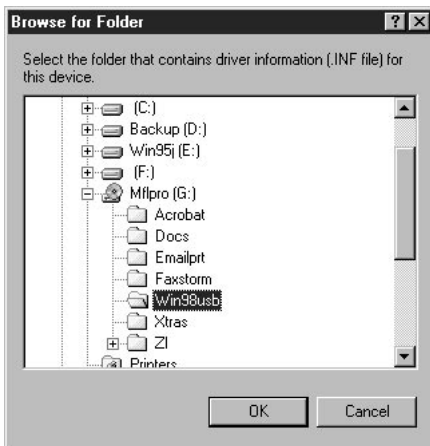 Browse for Folder
Select the folder that contains driver information (.INF file) for
this device.
(C:)
Backup (D:)
Win95j (E:)
(F:)
Mflpro (G:)
Acrobat
Docs
Emailprt
Faxstorm
Win98usb
Xtras
ZI
Printers
OK Cancel